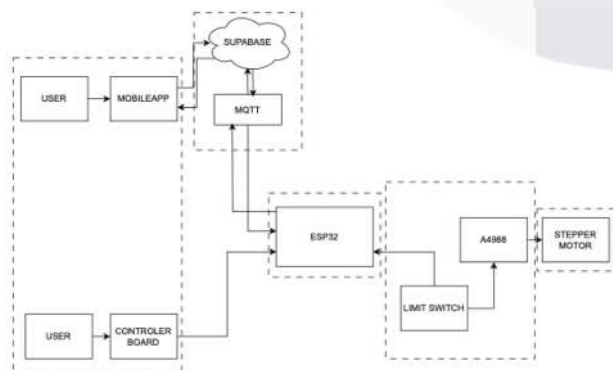 SUPABASE
USER
MOBILEAPP
MQTT
ESP32
A4988
STEPPER
MOTOR
LIMIT SWITCH
USER
CONTROLER
BOARD